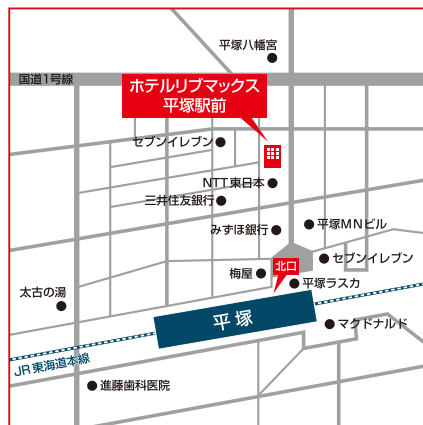 平塚八幡宮
国道1号線
ホテルリブマックス
平塚駅前
セブンイレブン
NTT東日本
三井住友銀行
みずほ銀行
平塚MNビル
北口
セブンイレブン
梅屋
平塚ラスカ
太古の湯
平塚
マクドナルド
JR東海道本線
進藤歯科医院